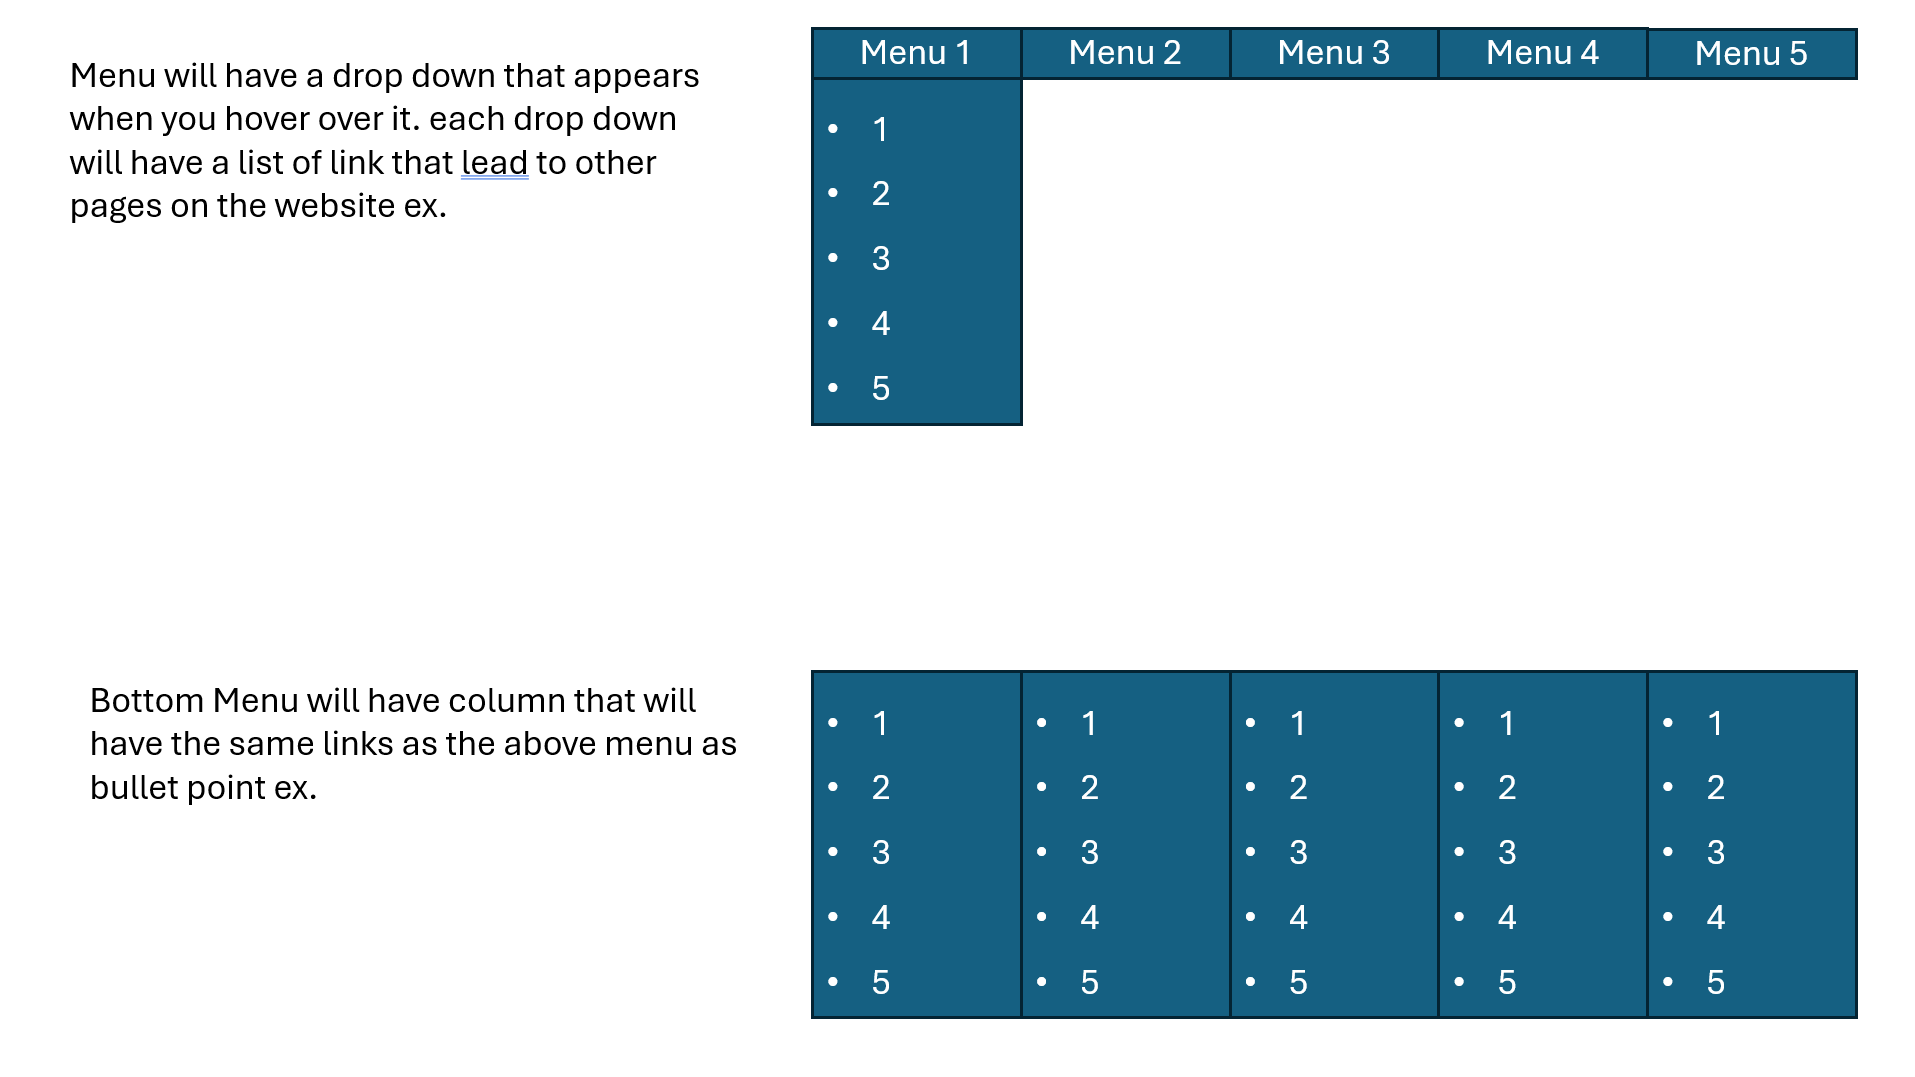 Menu will have a drop down that appears
when you hover over it. each drop down
will have a list of link that lead to other
pages on the website ex.
Menu 1 Menu 2 Menu 3 Menu 4 Menu 5
• 1
• 2
• 3
• 4
• 5
Bottom Menu will have column that will
have the same links as the above menu as
bullet point ex.
• 1 • 1 • 1 • 1 • 1
• 2 • 2 • 2 • 2 • 2
• 3 • 3 • 3 • 3 • 3
• 4 • 4 • 4 • 4 • 4
• 5 • 5 • 5 • 5 • 5